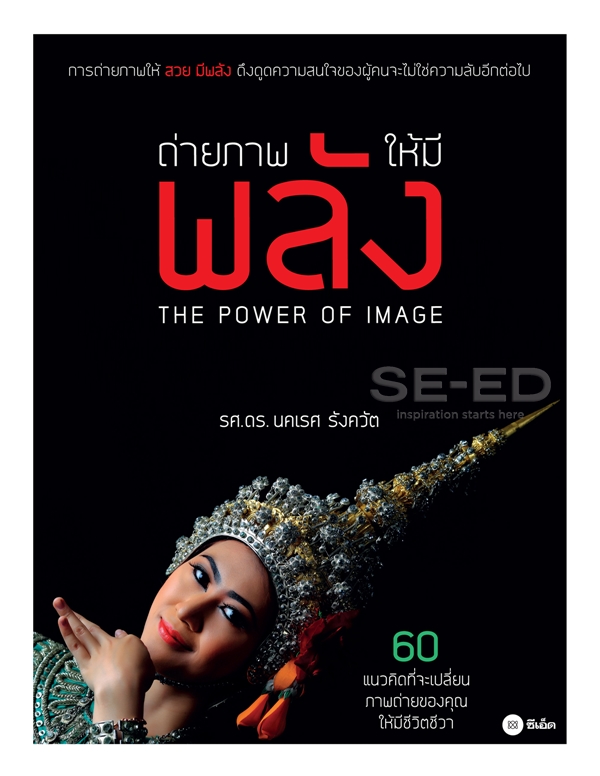 การถ่ายภาพให้ สวย มีพลัง ดึงดูดความสนใจของผู้คนจะไม่ใช่ความลับอีกต่อไป
ถ่ายภาพ ให้มี
พลัง
THE POWER OF IMAGE
SE-ED
inspiration starts here
รศ.ดร. นคเรศ รังควัต
60
แนวคิดที่จะเปลี่ยน
ภาพถ่ายของคุณ
ให้มีชีวิตชีวา
ซีเอ็ด